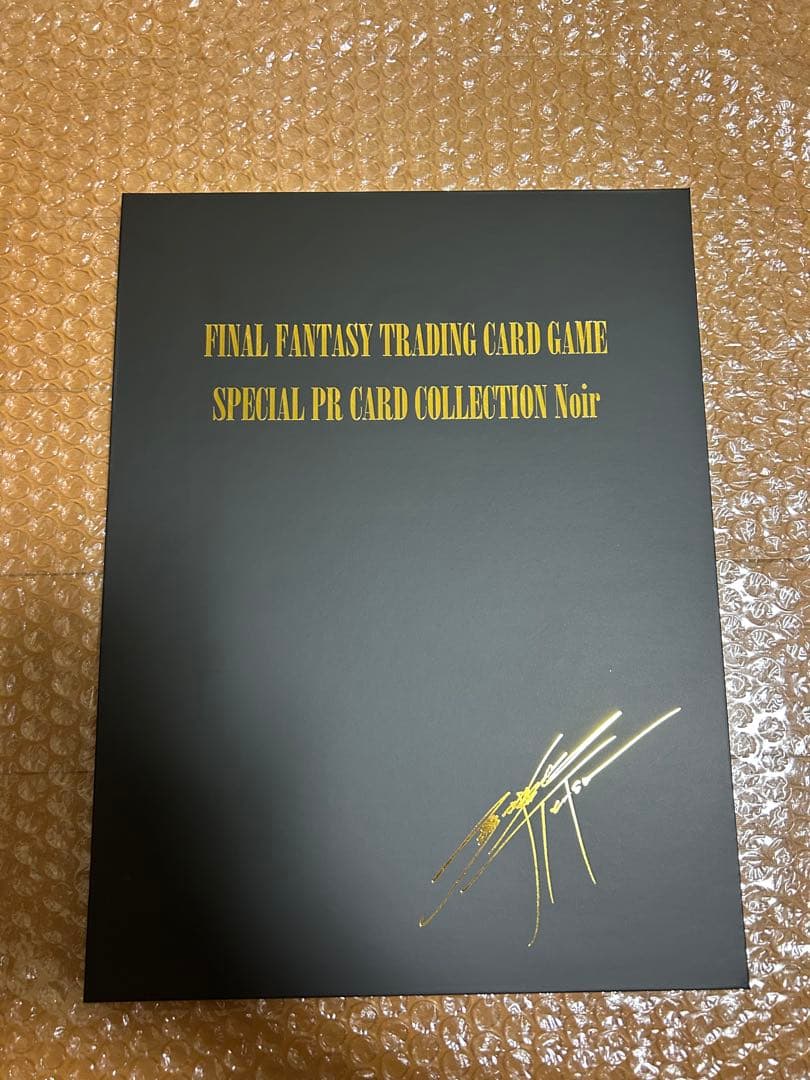 FINAL FANTASY TRADING CARD GAME
SPECIAL PR CARD COLLECTION Noir